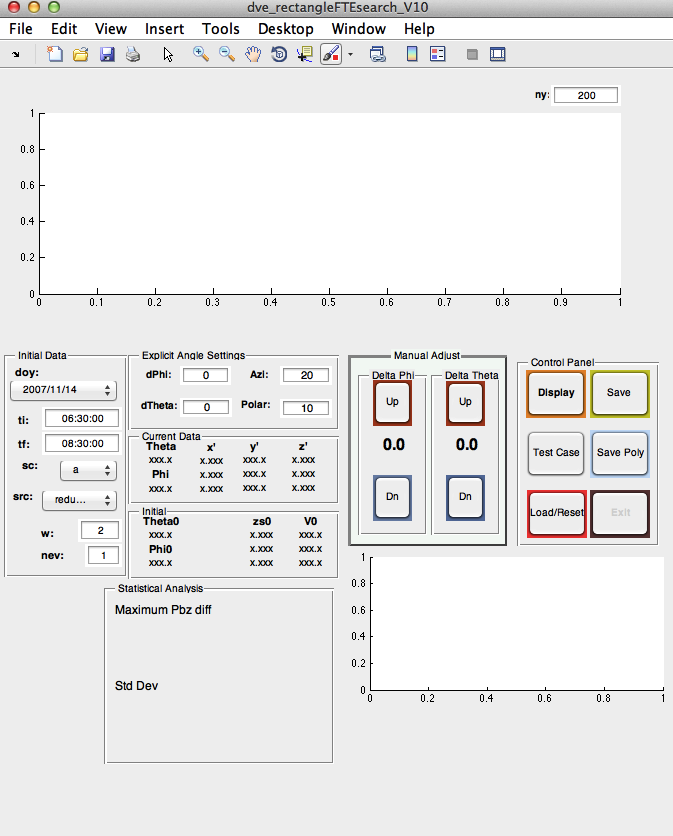 dve_rectangleFTEsearch_V10
File Edit View Insert Tools Desktop Window Help
ny: 200
1
0.8
0.6
0.4
0.2
0
0 0.1 0.2 0.3 0.4 0.5 0.6 0.7 0.8 0.9 1
Initial Data
doy:
2007/11/14
ti: 06:30:00
tf: 08:30:00
sc: a
src: redu...
w: 2
nev: 1
Explicit Angle Settings
dPhi: 0 Azi: 20
dTheta: 0 Polar: 10
Current Data
Theta x' y' z'
xxx.x x.xxx xxx.x x.xxx
Phi x.xxx xxx.x x.xxx
xxx.x x.xxx xxx.x x.xxx
Initial
Theta0 zs0 V0
xxx.x x.xxx xxx.x
Phi0 x.xxx xxx.x
xxx.x x.xxx xxx.x
Manual Adjust
Delta Phi Delta Theta
Up Up
0.0 0.0
Dn Dn
Control Panel
Display Save
Test Case Save Poly
Load/Reset Exit
Statistical Analysis
Maximum Pbz diff
Std Dev
1
0.8
0.6
0.4
0.2
0
0 0.2 0.4 0.6 0.8 1